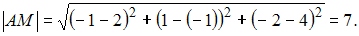 |AM| = √(−1−2)² + (1−(−1))² + (−2−4)² = 7.